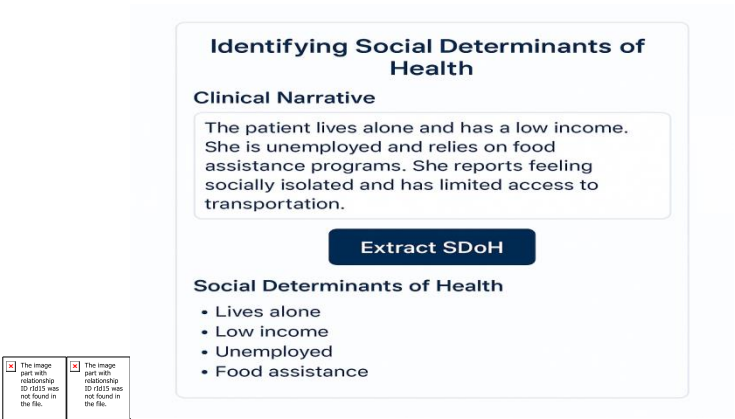 Identifying Social Determinants of
Health
Clinical Narrative
The patient lives alone and has a low income.
She is unemployed and relies on food
assistance programs. She reports feeling
socially isolated and has limited access to
transportation.
Extract SDoH
Social Determinants of Health
• Lives alone
• Low income
• Unemployed
• Food assistance
The image
part with
relationship
ID rId15 was
not found in
the file.
The image
part with
relationship
ID rId15 was
not found in
the file.